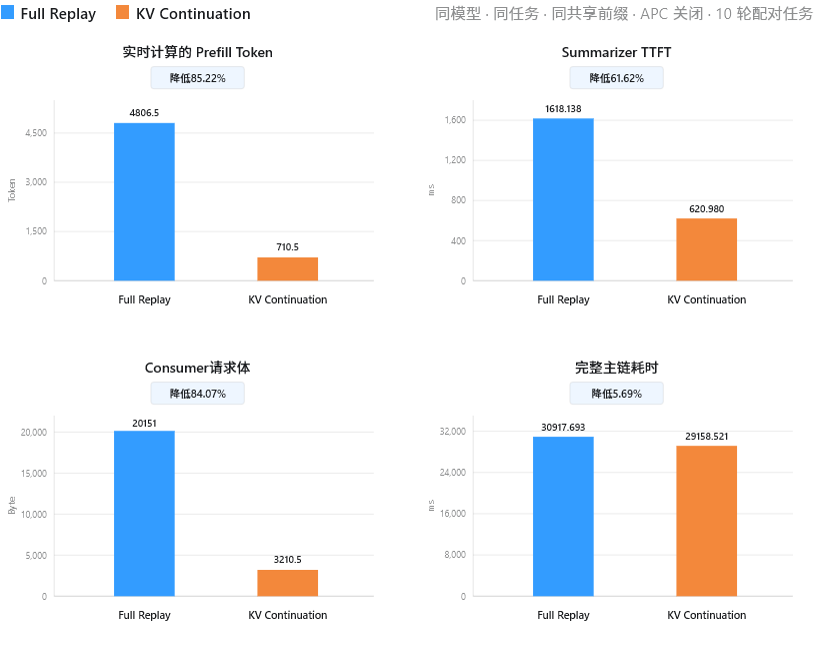 Full Replay KV Continuation 同模型 · 同任务 · 同共享前缀 · APC 关闭 · 10 轮配对任务
实时计算的 Prefill Token
降低85.22%
4806.5
4,500
3,000
Token
1,500
710.5
0
Full Replay KV Continuation
Summarizer TTFT
降低61.62%
1618.138
1,600
1,200
ms
800
620.980
400
0
Full Replay KV Continuation
Consumer请求体
降低84.07%
20151
20,000
15,000
Byte
10,000
5,000
3210.5
0
Full Replay KV Continuation
完整主链耗时
降低5.69%
30917.693
32,000
29158.521
24,000
ms
16,000
8,000
0
Full Replay KV Continuation